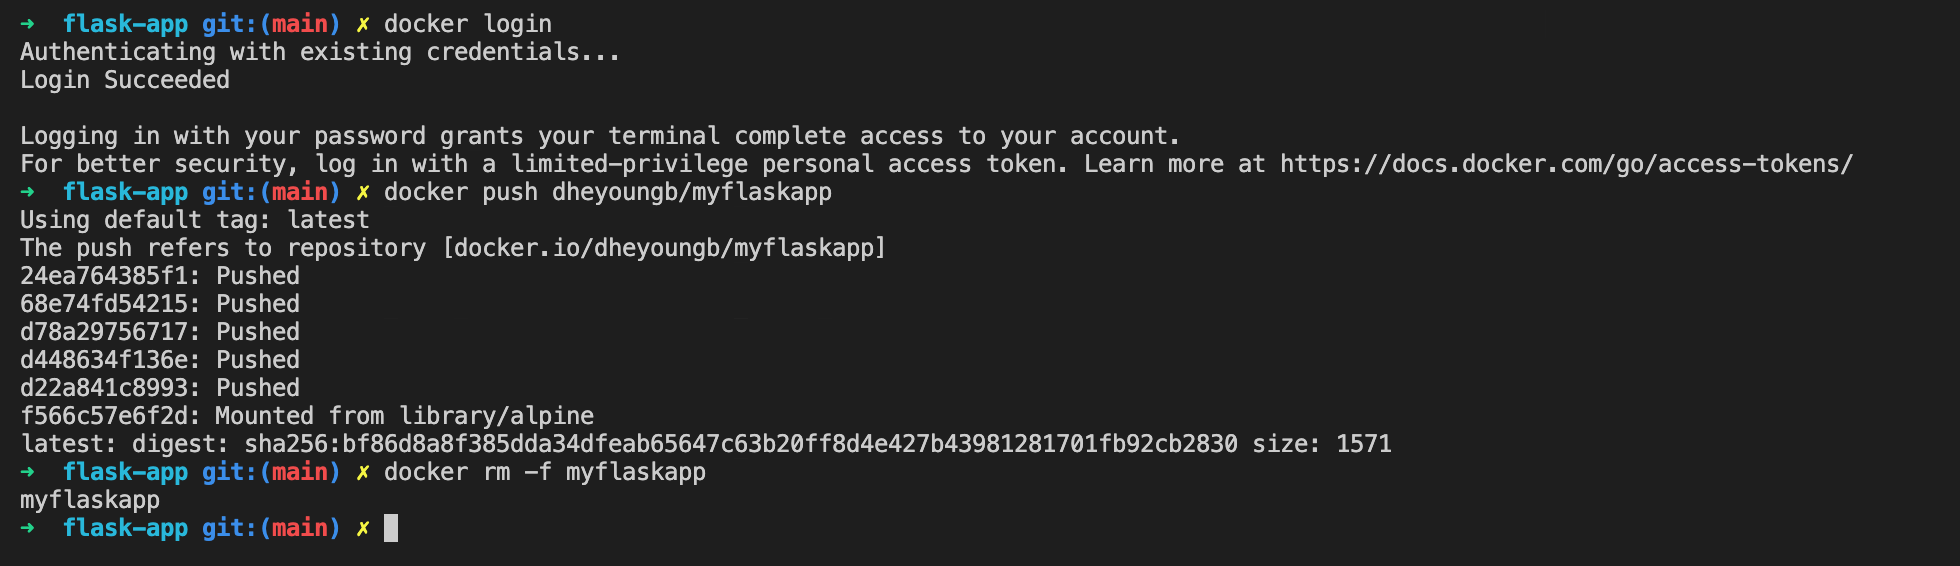 ➜  flask-app git:(main) ✗ docker login
Authenticating with existing credentials...
Login Succeeded

Logging in with your password grants your terminal complete access to your account.
For better security, log in with a limited-privilege personal access token. Learn more at https://docs.docker.com/go/access-tokens/
➜  flask-app git:(main) ✗ docker push dheyoungb/myflaskapp
Using default tag: latest
The push refers to repository [docker.io/dheyoungb/myflaskapp]
24ea764385f1: Pushed
68e74fd54215: Pushed
d78a29756717: Pushed
d448634f136e: Pushed
d22a841c8993: Pushed
f566c57e6f2d: Mounted from library/alpine
latest: digest: sha256:bf86d8a8f385dda34dfeab65647c63b20ff8d4e427b43981281701fb92cb2830 size: 1571
➜  flask-app git:(main) ✗ docker rm -f myflaskapp
myflaskapp
➜  flask-app git:(main) ✗